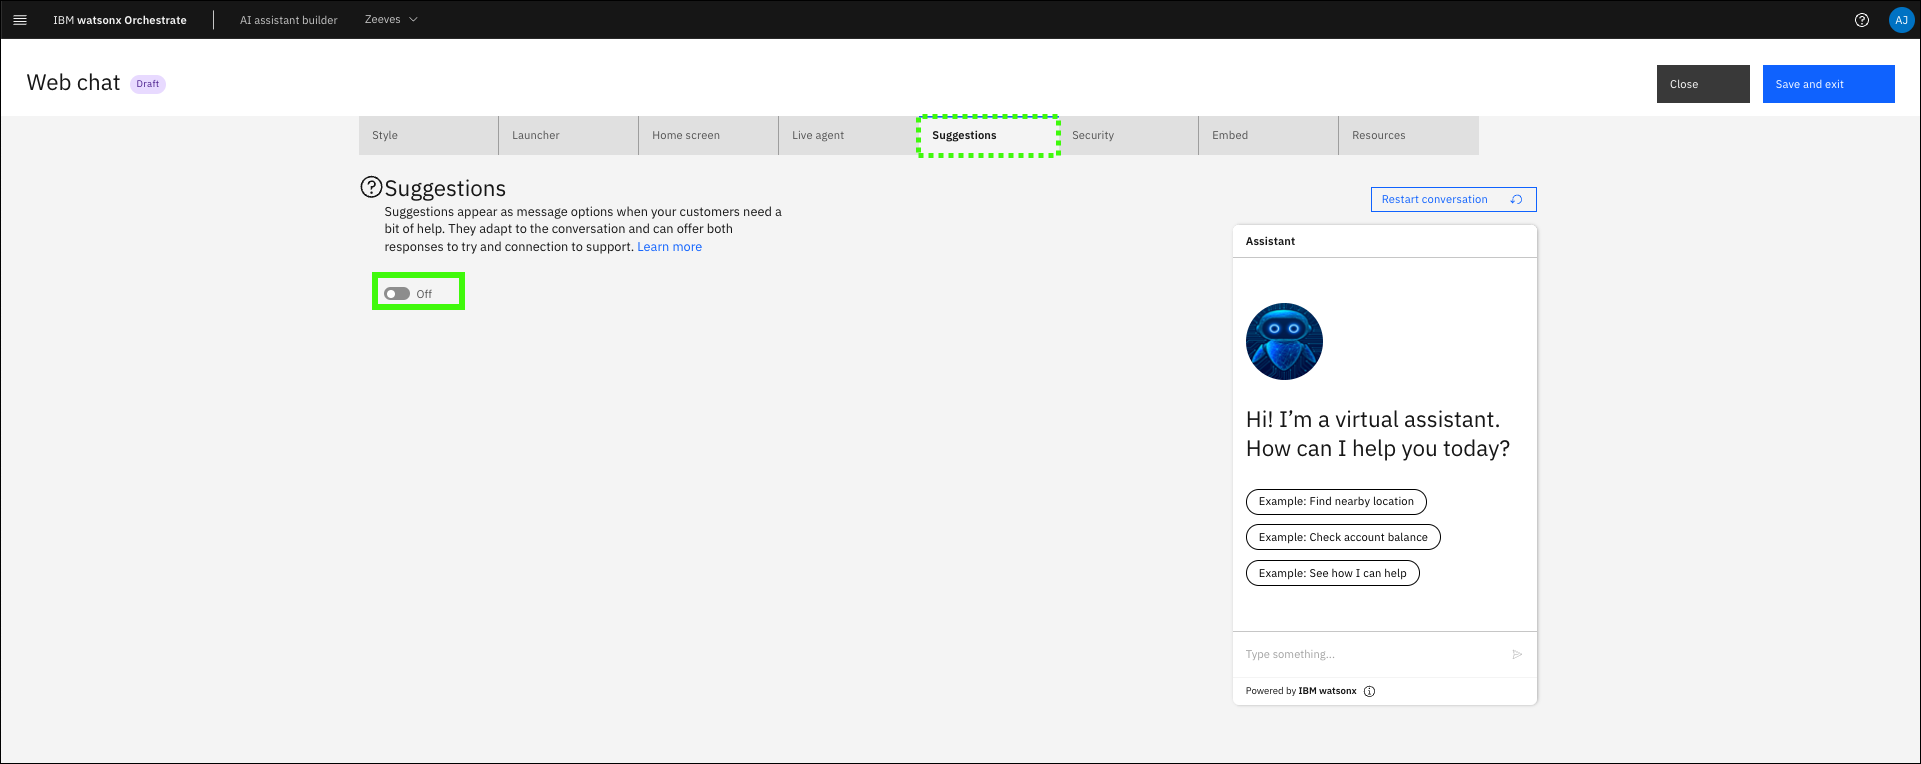 IBM watsonx Orchestrate
AI assistant builder
Zeeves
AJ
Web chat
Draft
Close
Save and exit
Style
Launcher
Home screen
Live agent
Suggestions
Security
Embed
Resources
Suggestions
Suggestions appear as message options when your customers need a
bit of help. They adapt to the conversation and can offer both
responses to try and connection to support. Learn more
Off
Restart conversation
Assistant
Hi! I'm a virtual assistant.
How can I help you today?
Example: Find nearby location
Example: Check account balance
Example: See how I can help
Type something...
Powered by IBM watsonx